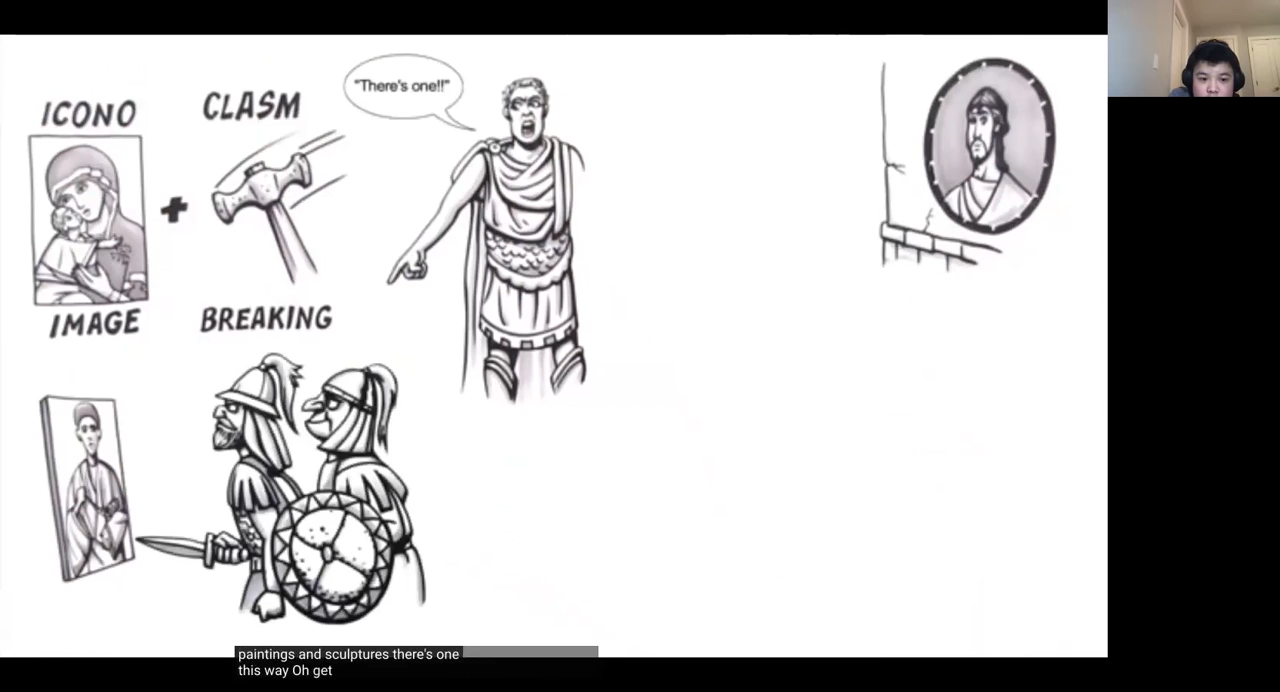 ICONO
CLASM
"There's one!!"
IMAGE
BREAKING
paintings and sculptures there's one
this way Oh get